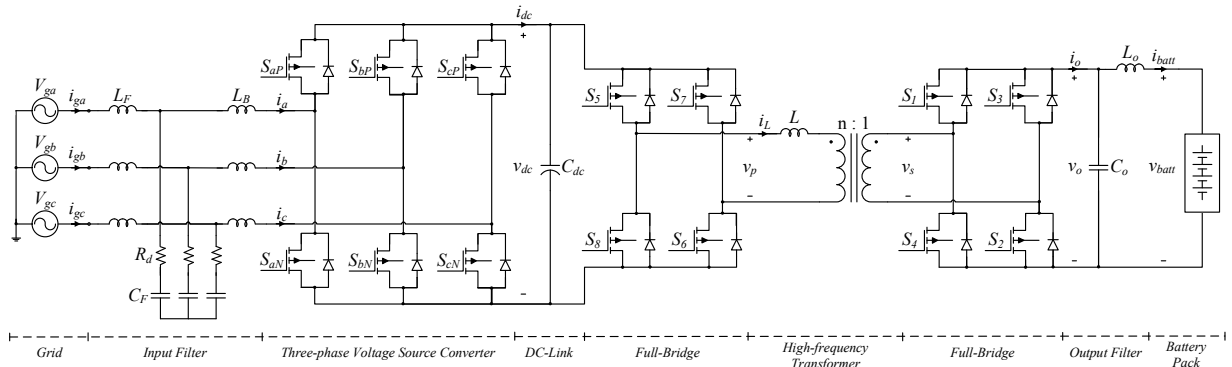 i_dc
i_o L_o i_batt
V_ga
S_aP S_bP S_cP
S_5 S_7
S_1 S_3
i_ga L_F L_B i_a
V_gb
i_L L n : 1
i_gb i_b
v_dc C_dc
v_p v_s
v_o C_o v_batt
V_gc
i_gc i_c
R_d
S_aN S_bN S_cN
S_8 S_6
S_4 S_2
C_F
Grid
Input Filter
Three-phase Voltage Source Converter
DC-Link
Full-Bridge
High-frequency
Transformer
Full-Bridge
Output Filter
Battery
Pack